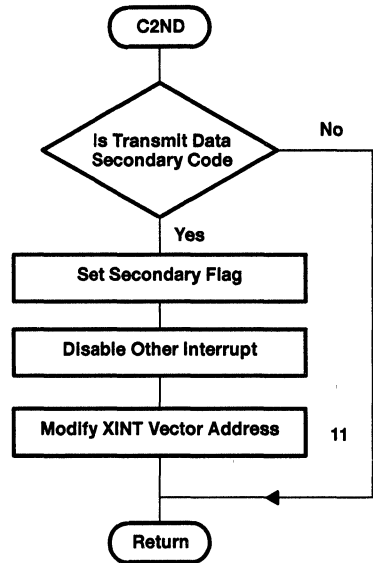 C2ND
Is Transmit Data
Secondary Code
No
Yes
Set Secondary Flag
Disable Other Interrupt
Modify XINT Vector Address
11
Return